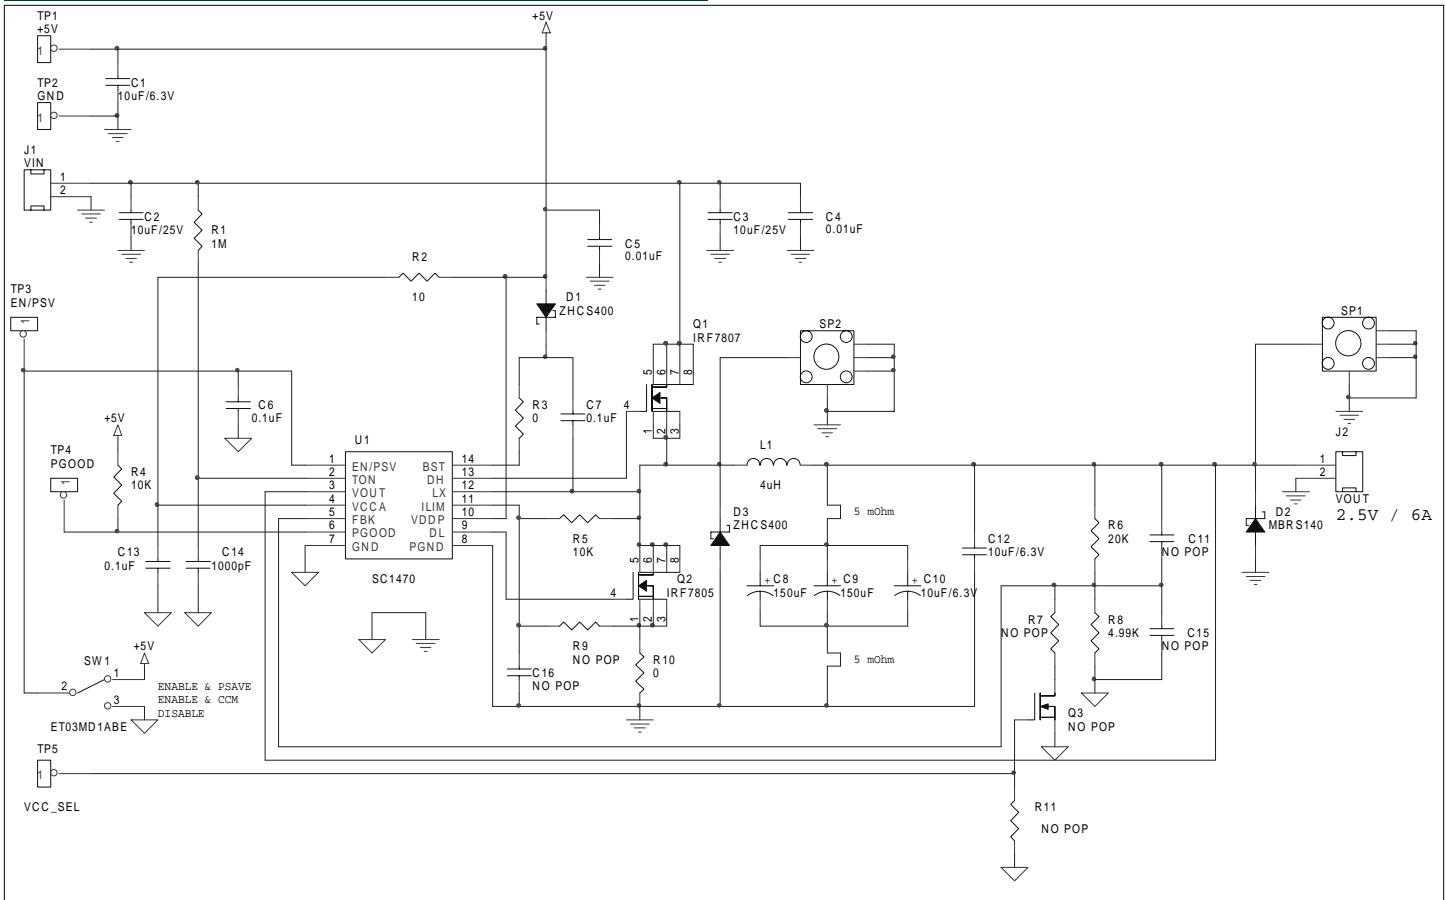 TP1
+5V
1
+5V
TP2
GND
1
C1
10uF/6.3V
J1
VIN
1
2
C2
10uF/25V
R1
1M
C3
10uF/25V
C4
0.01uF
C5
0.01uF
R2
10
TP3
EN/PSV
1
D1
ZHCS400
Q1
IRF7807
5
6
7
8
4
1
2
3
SP2
SP1
C6
0.1uF
R3
0
C7
0.1uF
+5V
R4
10K
TP4
PGOOD
1
U1
1
EN/PSV
BST
14
2
TON
DH
13
3
VOUT
LX
12
4
VCCA
ILIM
11
5
FBK
VDDP
10
6
PGOOD
DL
9
7
GND
PGND
8
SC1470
L1
4uH
J2
1
2
VOUT
2.5V / 6A
D2
MBRS140
D3
ZHCS400
5 mOhm
R5
10K
R6
20K
C11
NO POP
C12
10uF/6.3V
C13
0.1uF
C14
1000pF
Q2
IRF7805
5
6
7
8
4
1
2
3
+
C8
150uF
+
C9
150uF
+
C10
10uF/6.3V
R7
NO POP
R8
4.99K
C15
NO POP
R9
NO POP
R10
0
C16
NO POP
5 mOhm
+5V
SW1
1
2
3
ENABLE & PSAVE
ENABLE & CCM
DISABLE
ET03MD1ABE
Q3
NO POP
TP5
1
VCC_SEL
R11
NO POP